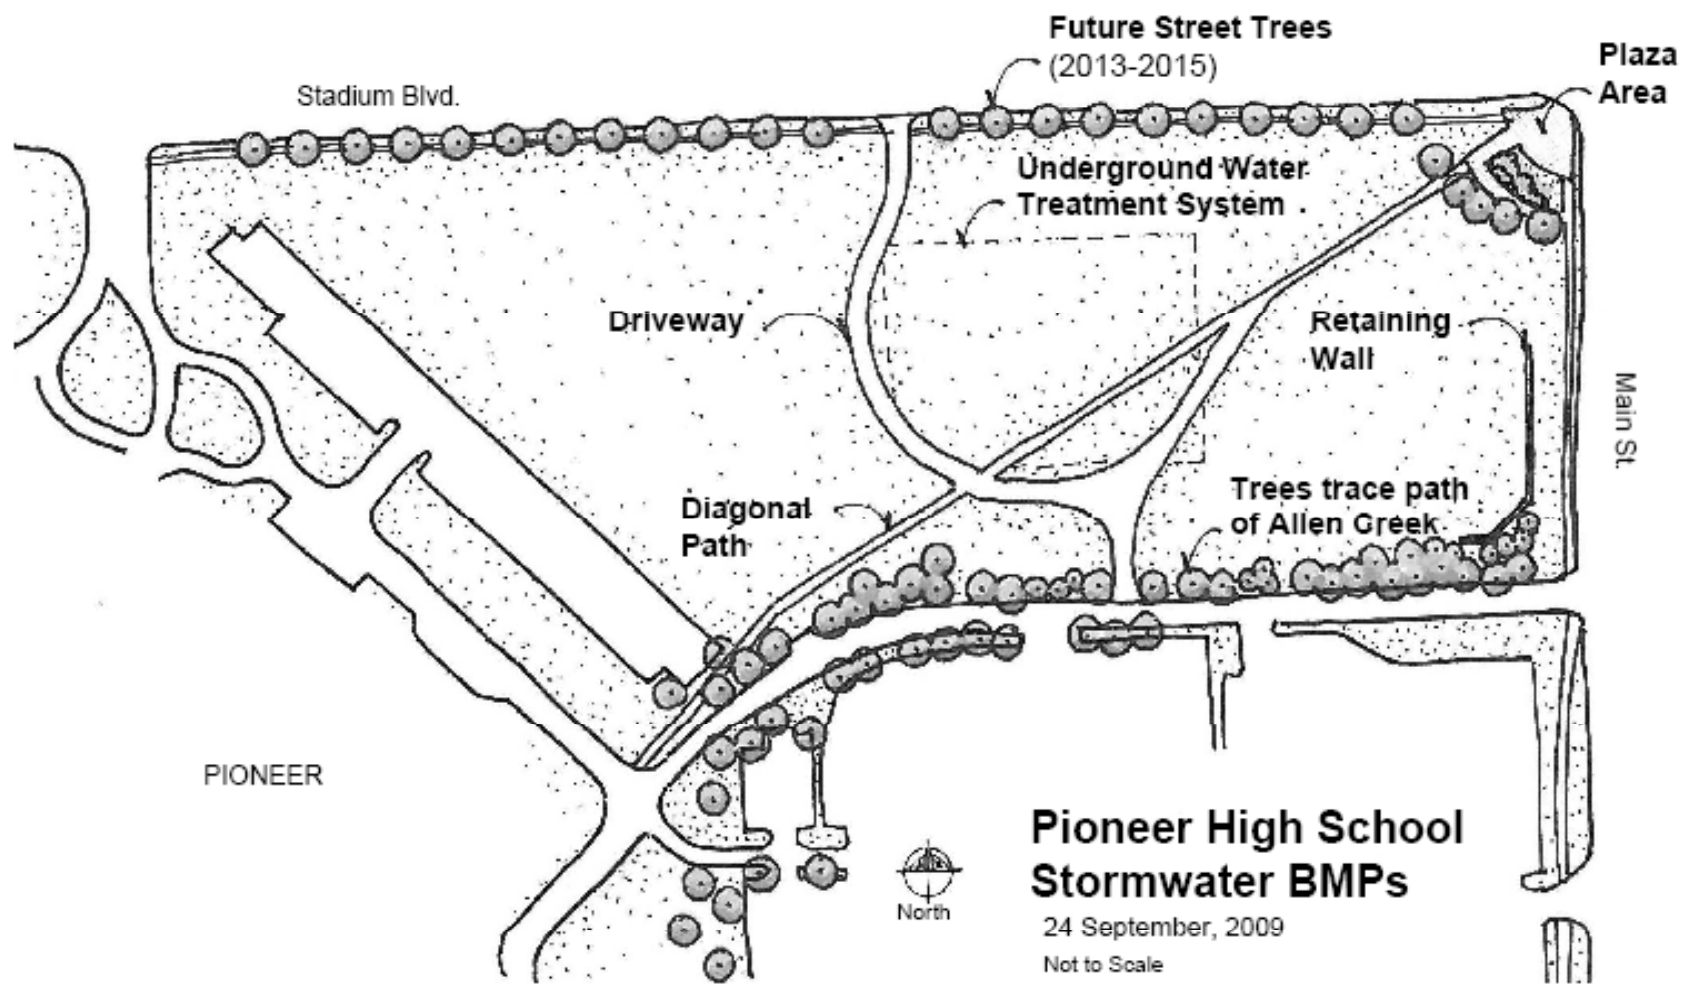 Future Street Trees
(2013-2015)
Plaza
Area
Stadium Blvd.
Underground Water
Treatment System
Driveway
Retaining
Wall
Main St.
Diagonal
Path
Trees trace path
of Allen Creek
PIONEER
Pioneer High School
Stormwater BMPs
North
24 September, 2009
Not to Scale